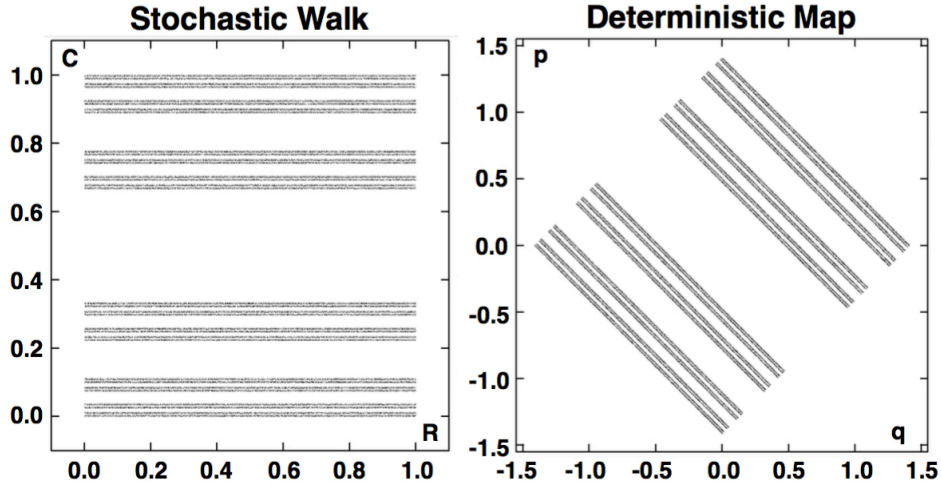 Stochastic Walk
C
1.0
0.8
0.6
0.4
0.2
0.0
R
0.0 0.2 0.4 0.6 0.8 1.0
Deterministic Map
1.5
p
1.0
0.5
0.0
-0.5
-1.0
-1.5
q
-1.5 -1.0 -0.5 0.0 0.5 1.0 1.5